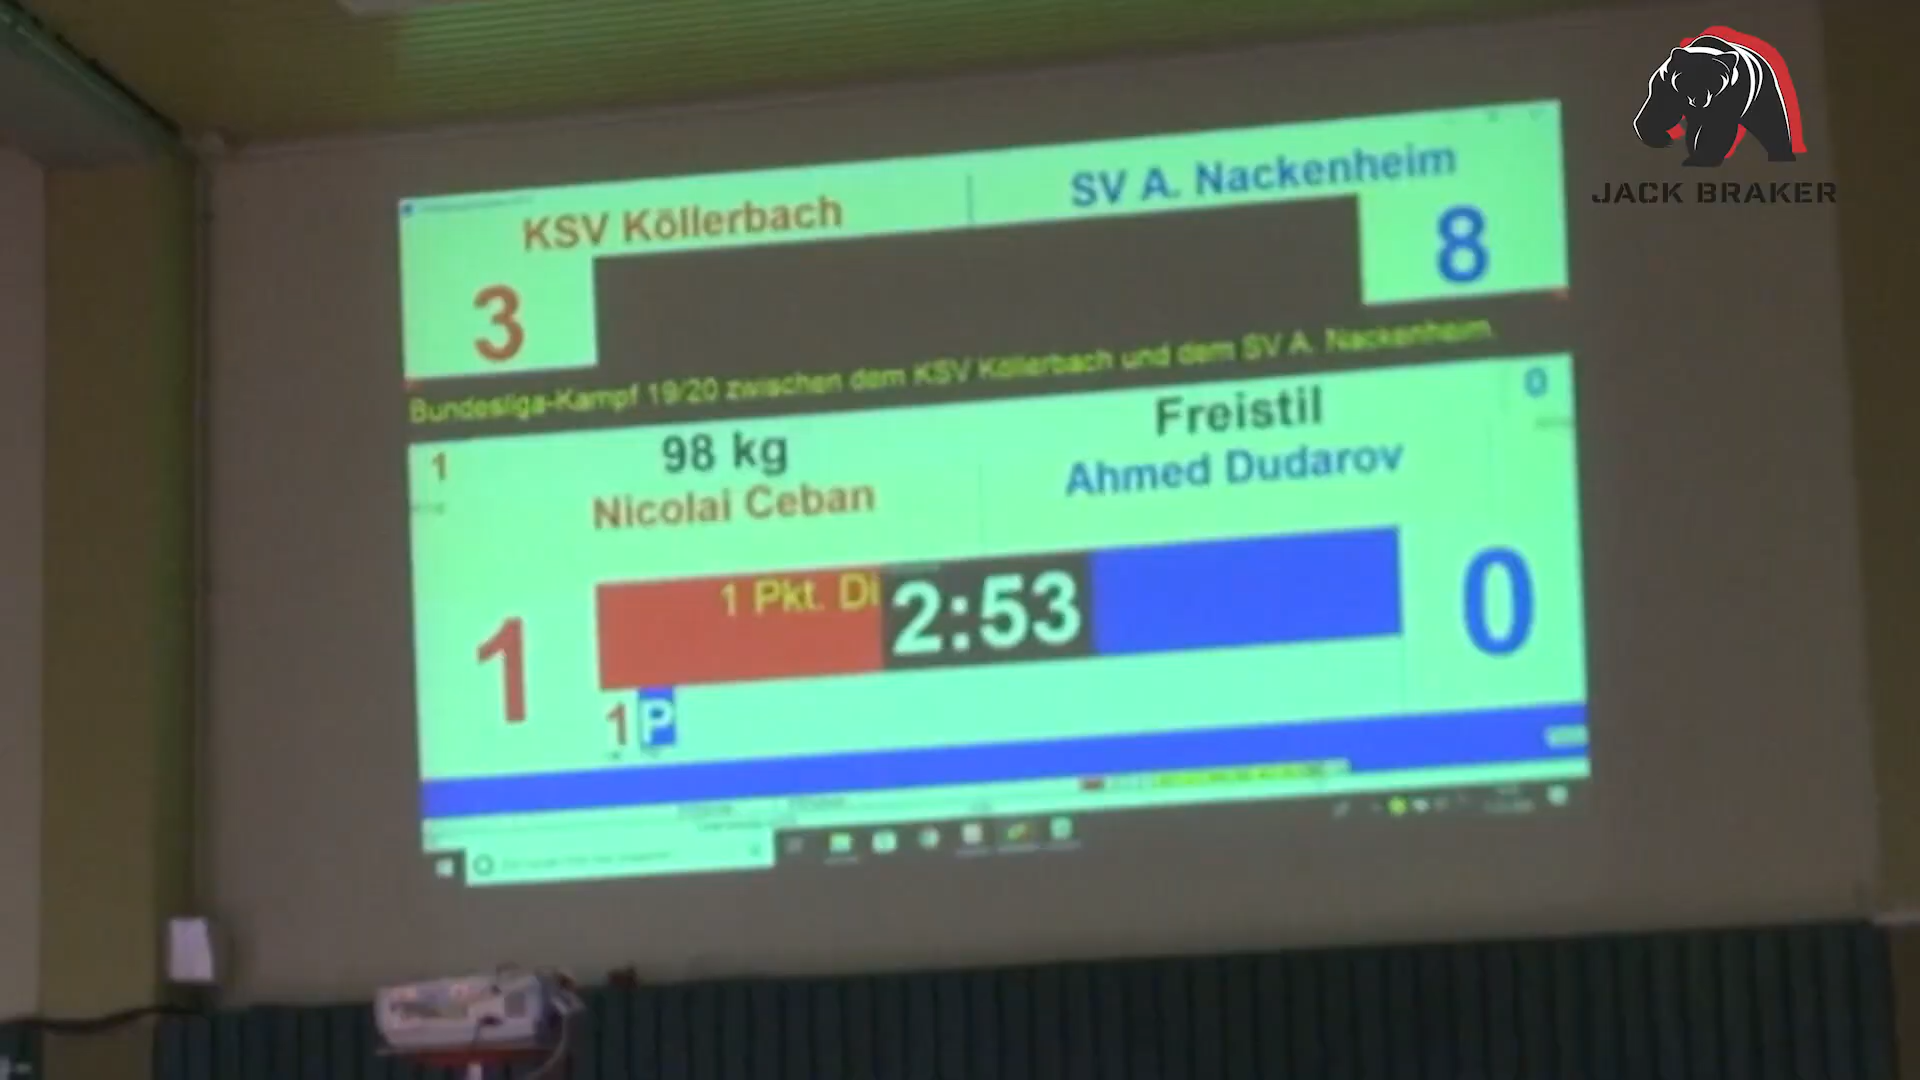 JACK BRAKER
KSV Köllerbach
SV A. Nackenheim
3
8
Bundesliga-Kampf 19/20 zwischen dem KSV Köllerbach und dem SV A. Nackenheim.
1
98 kg
Freistil
0
Nicolai Ceban
Ahmed Dudarov
1
1 Pkt. Di
2:53
0
1 P